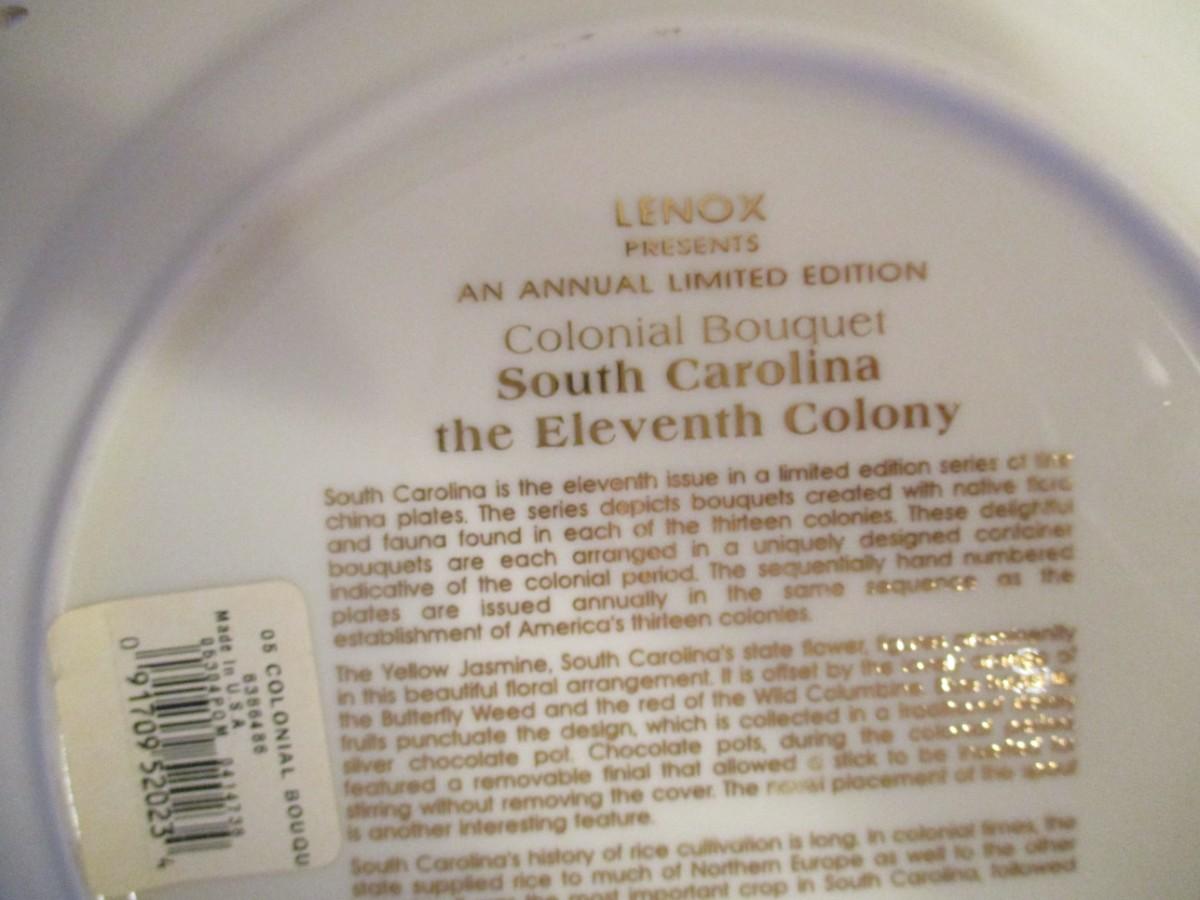 LENOX
PRESENTS
AN ANNUAL LIMITED EDITION
Colonial Bouquet
South Carolina
the Eleventh Colony
South Carolina is the eleventh issue in a limited edition series of fine
china plates. The series depicts bouquets created with native flora
and fauna found in each of the thirteen colonies. These delightful
bouquets are each arranged in a uniquely designed container
indicative of the colonial period. The sequentially hand numbered
plates are issued annually in the same sequence as the
establishment of America's thirteen colonies.
The Yellow Jasmine, South Carolina's state flower,
in this beautiful floral arrangement. It is offset by the of
the Butterfly Weed and the red of the Wild Columbine.
fruits punctuate the design, which is collected in a
silver chocolate pot. Chocolate pots, during the
featured a removable finial that allowed a stick to be
stirring without removing the cover. The placement of the
is another interesting feature.
South Carolina's history of rice cultivation is long. In colonial times, the
state supplied rice to much of Northern Europe as well to the other
the most important crop in South Carolina, followed
05 COLONIAL BOUQU
6386486
Made in U S A
0 91709 52023 4